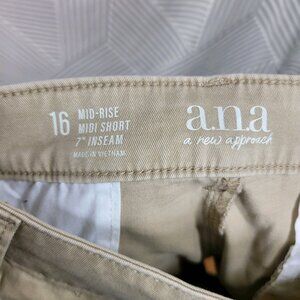 16
MID-RISE
MIDI SHORT
7" INSEAM
MADE IN VIETNAM
a.n.a
a new approach